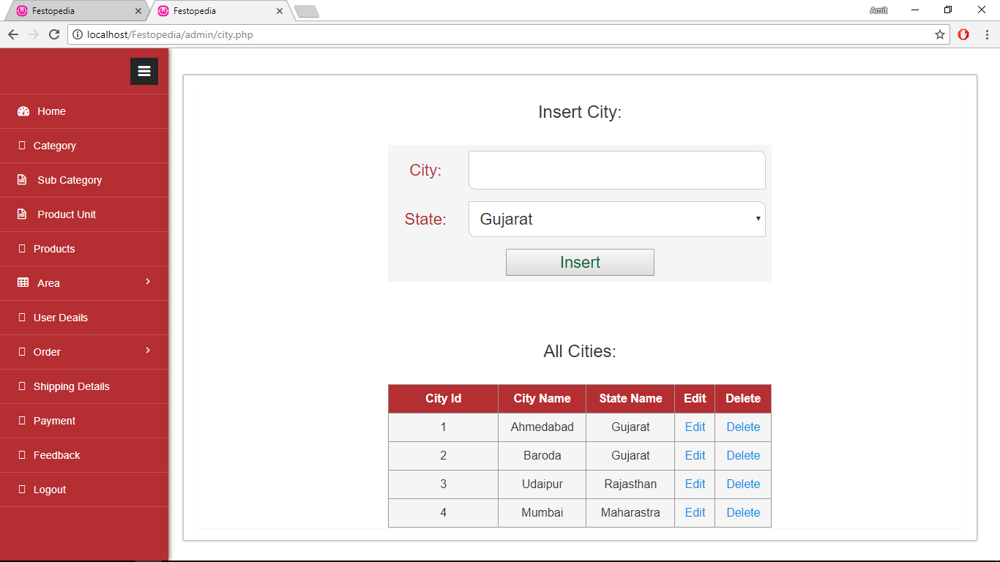 Festopedia
Festopedia
Amit
localhost/Festopedia/admin/city.php
Home
Category
Sub Category
Product Unit
Products
Area
User Deails
Order
Shipping Details
Payment
Feedback
Logout
Insert City:
City:
State: Gujarat
Insert
All Cities:
City Id City Name State Name Edit Delete
1 Ahmedabad Gujarat Edit Delete
2 Baroda Gujarat Edit Delete
3 Udaipur Rajasthan Edit Delete
4 Mumbai Maharastra Edit Delete